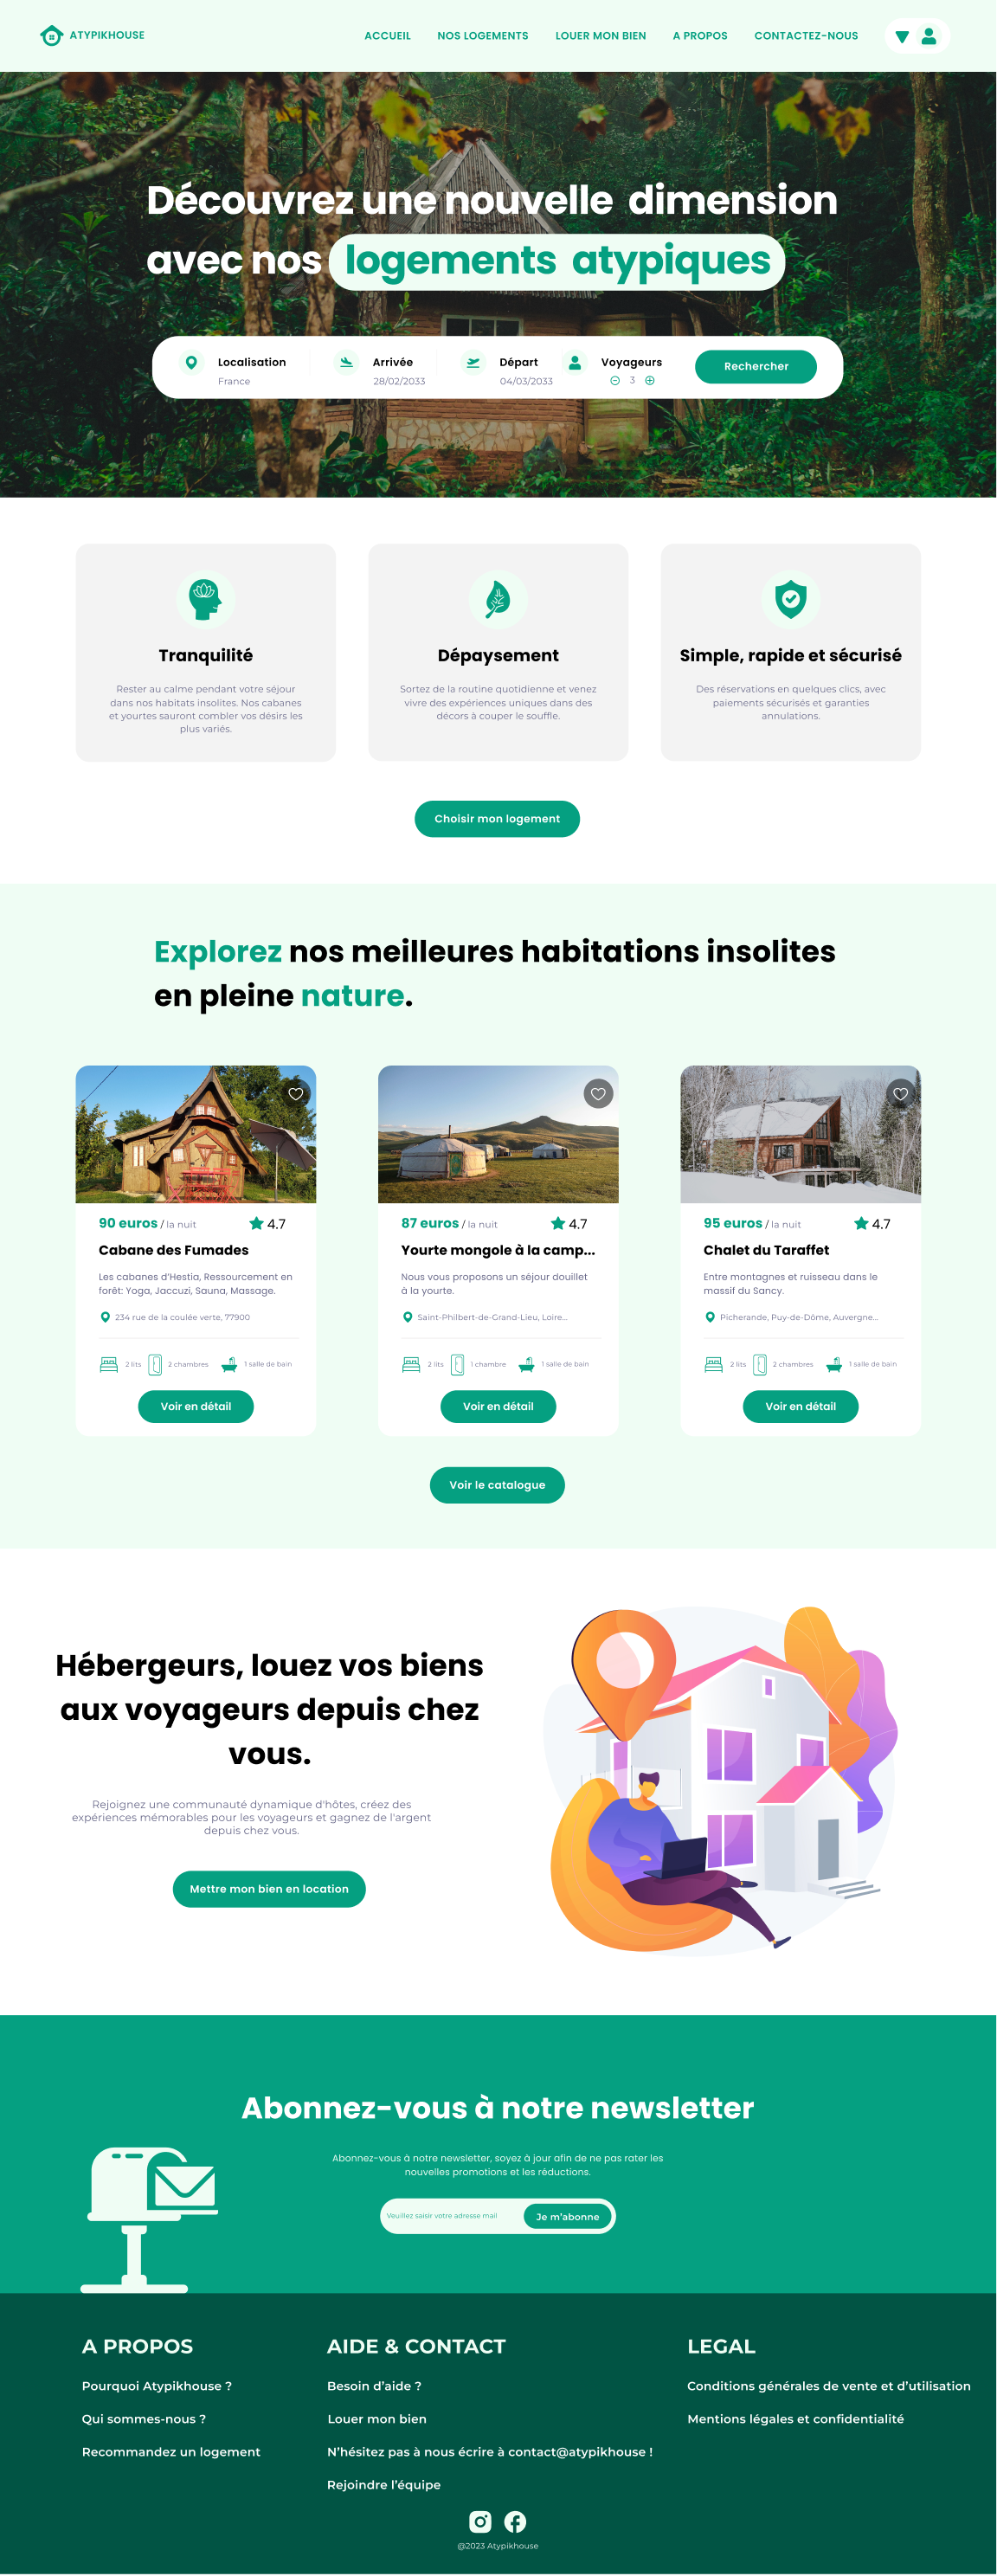 ATYPIKHOUSE
ACCUEIL NOS LOGEMENTS LOUER MON BIEN A PROPOS CONTACTEZ-NOUS
Découvrez une nouvelle dimension
avec nos logements atypiques
Localisation Arrivée Départ Voyageurs Rechercher
France 28/02/2033 04/03/2033 3
Tranquilité
Rester au calme pendant votre séjour
dans nos habitats insolites. Nos cabanes
et yourtes sauront combler vos désirs les
plus variés.
Dépaysement
Sortez de la routine quotidienne et venez
vivre des expériences uniques dans des
décors à couper le souffle.
Simple, rapide et sécurisé
Des réservations en quelques clics, avec
paiements sécurisés et garanties
annulations.
Choisir mon logement
Explorez nos meilleures habitations insolites
en pleine nature.
90 euros / la nuit 4.7
Cabane des Fumades
Les cabanes d'Hestia, Ressourcement en
forêt: Yoga, Jaccuzi, Sauna, Massage.
234 rue de la coulée verte, 77900
2 lits 2 chambres 1 salle de bain
Voir en détail
87 euros / la nuit 4.7
Yourte mongole à la camp...
Nous vous proposons un séjour douillet
à la yourte.
Saint-Philbert-de-Grand-Lieu, Loire...
2 lits 1 chambre 1 salle de bain
Voir en détail
95 euros / la nuit 4.7
Chalet du Taraffet
Entre montagnes et ruisseau dans le
massif du Sancy.
Picherande, Puy-de-Dôme, Auvergne...
2 lits 2 chambres 1 salle de bain
Voir en détail
Voir le catalogue
Hébergeurs, louez vos biens
aux voyageurs depuis chez
vous.
Rejoignez une communauté dynamique d'hôtes, créez des
expériences mémorables pour les voyageurs et gagnez de l'argent
depuis chez vous.
Mettre mon bien en location
Abonnez-vous à notre newsletter
Abonnez-vous à notre newsletter, soyez à jour afin de ne pas rater les
nouvelles promotions et les réductions.
Veuillez saisir votre adresse mail Je m'abonne
A PROPOS
Pourquoi Atypikhouse ?
Qui sommes-nous ?
Recommandez un logement
AIDE & CONTACT
Besoin d'aide ?
Louer mon bien
N'hésitez pas à nous écrire à contact@atypikhouse !
Rejoindre l'équipe
LEGAL
Conditions générales de vente et d'utilisation
Mentions légales et confidentialité
@2023 Atypikhouse